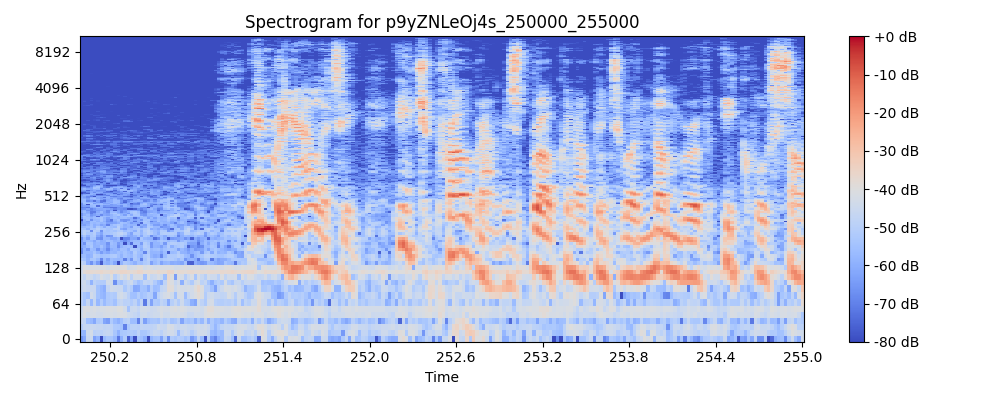 Spectrogram for p9yZNLeOj4s_250000_255000
8192
4096
2048
1024
512
256
128
64
0
Hz
250.2 250.8 251.4 252.0 252.6 253.2 253.8 254.4 255.0
Time
+0 dB
-10 dB
-20 dB
-30 dB
-40 dB
-50 dB
-60 dB
-70 dB
-80 dB